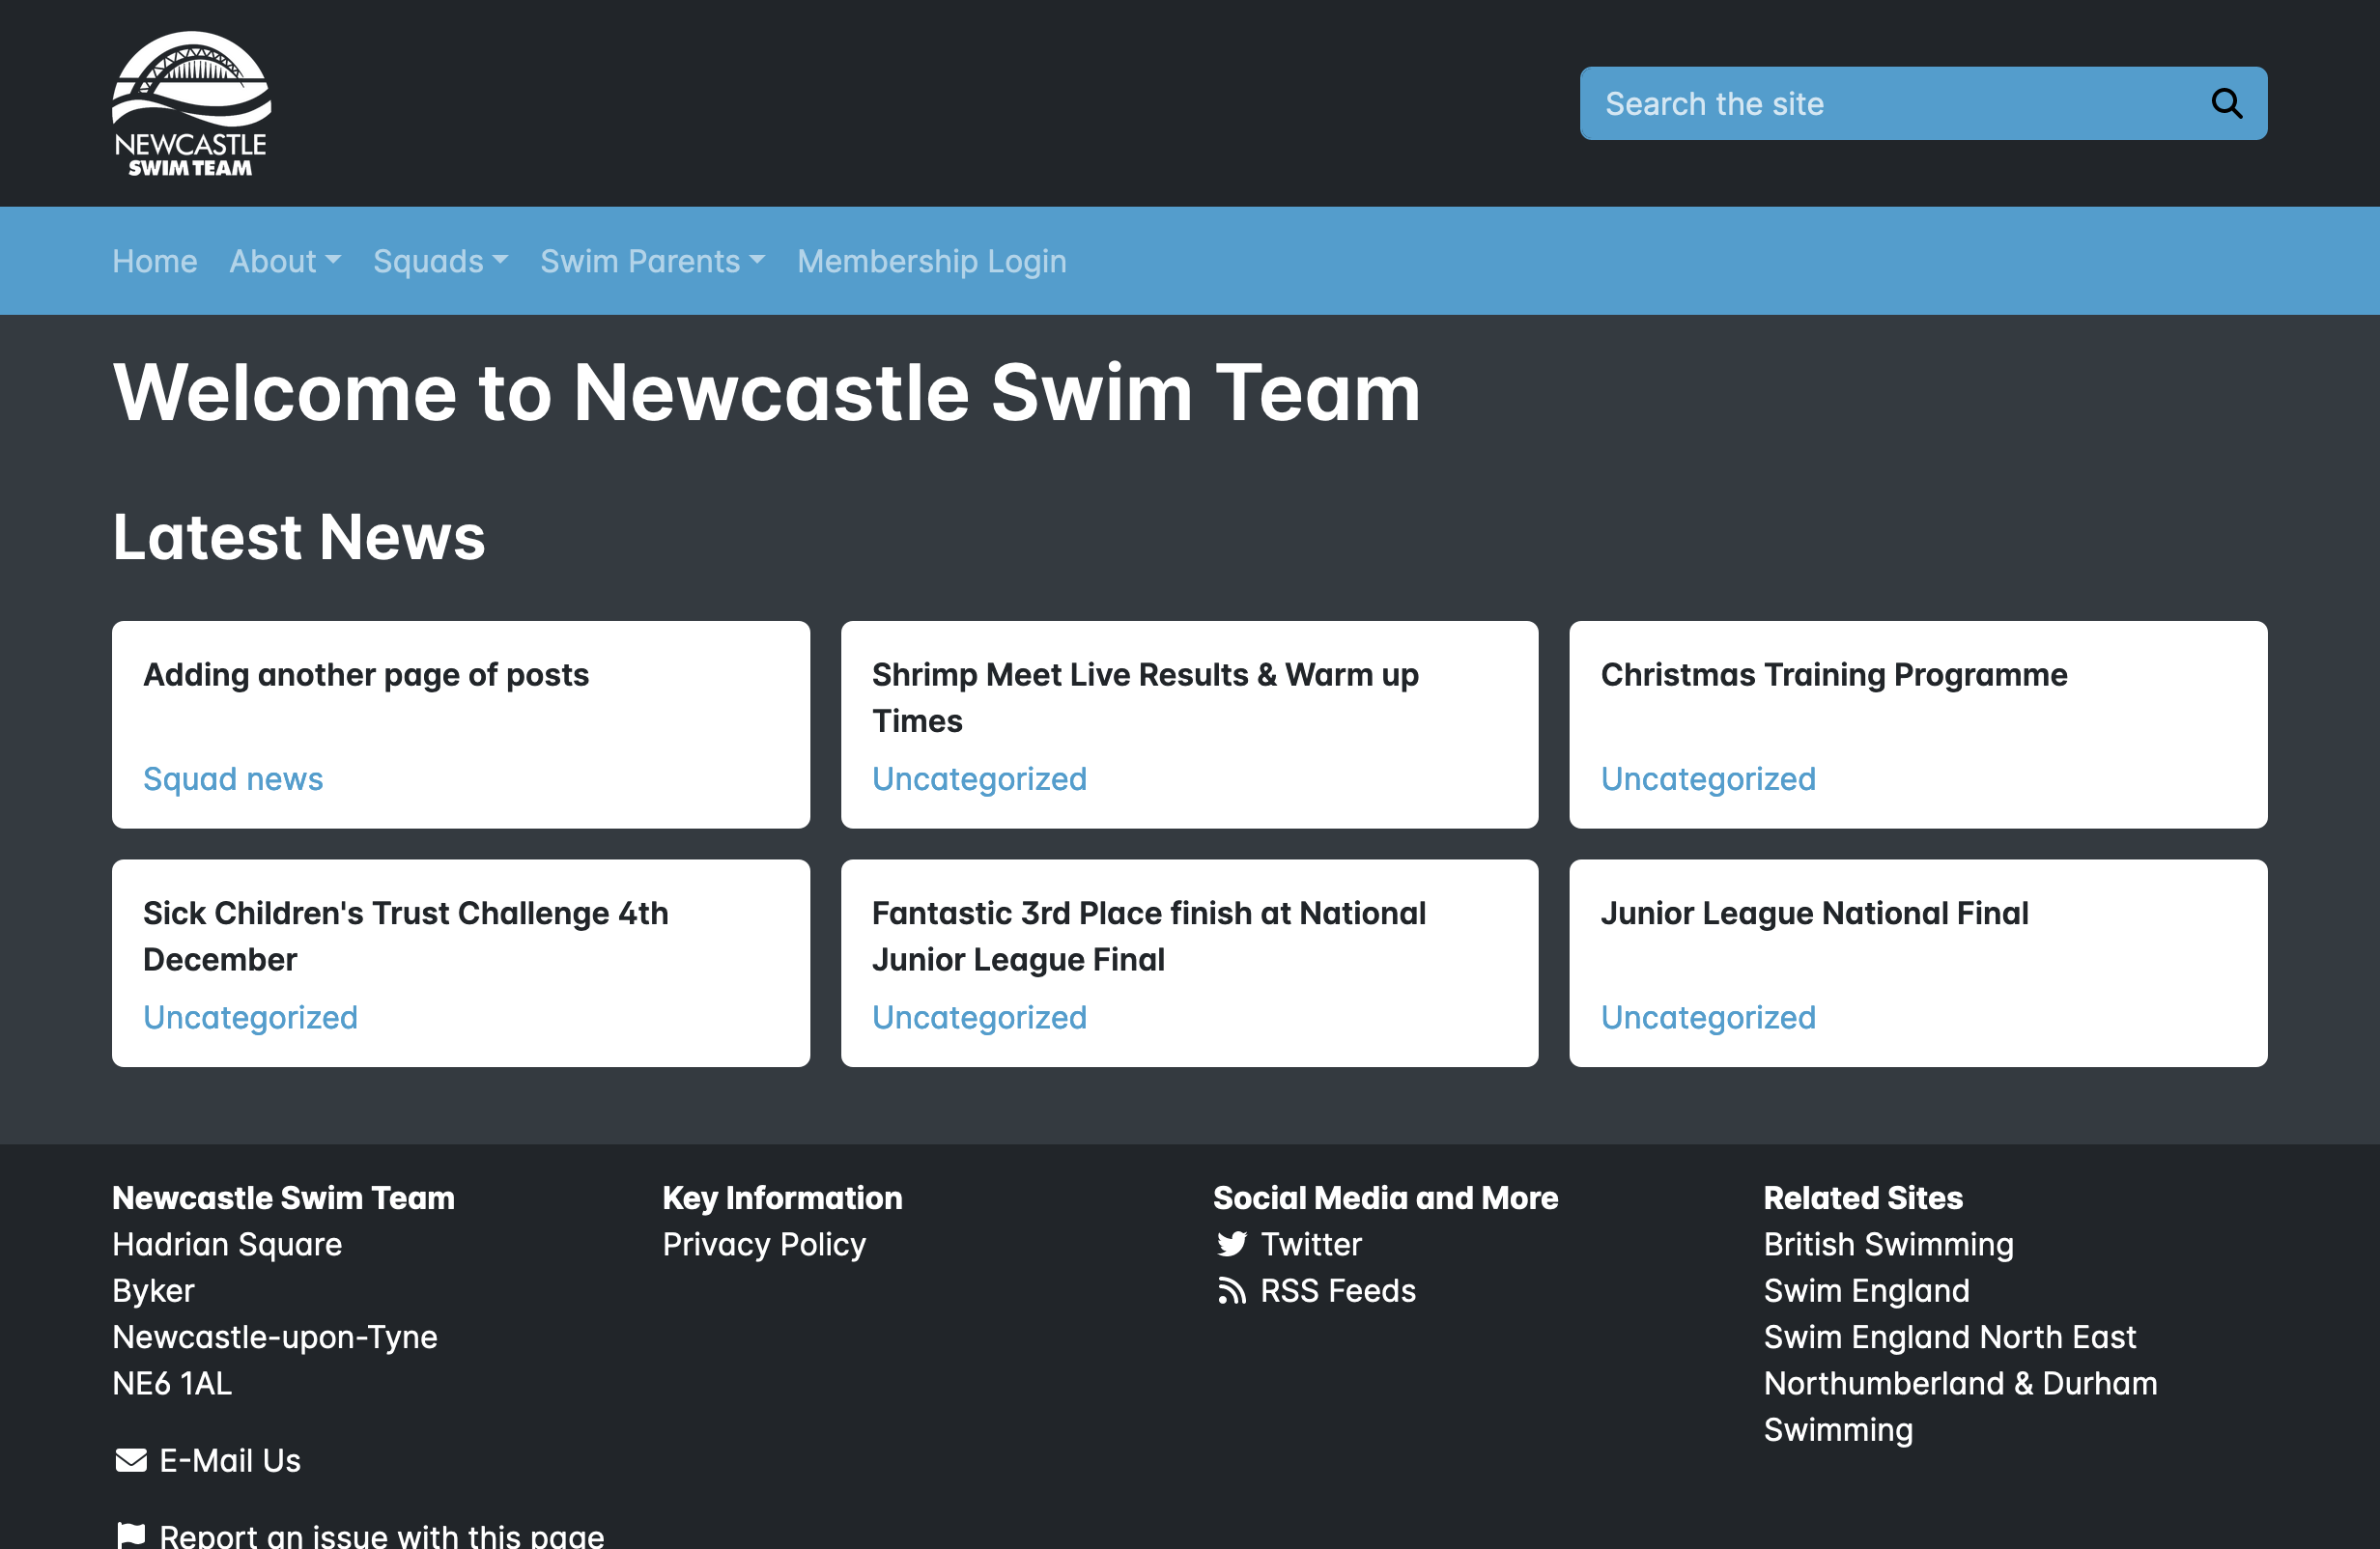 NEWCASTLE
SWIM TEAM
Search the site
Home About Squads Swim Parents Membership Login
Welcome to Newcastle Swim Team
Latest News
Adding another page of posts
Squad news
Shrimp Meet Live Results & Warm up
Times
Uncategorized
Christmas Training Programme
Uncategorized
Sick Children's Trust Challenge 4th
December
Uncategorized
Fantastic 3rd Place finish at National
Junior League Final
Uncategorized
Junior League National Final
Uncategorized
Newcastle Swim Team
Hadrian Square
Byker
Newcastle-upon-Tyne
NE6 1AL
E-Mail Us
Report an issue with this page
Key Information
Privacy Policy
Social Media and More
Twitter
RSS Feeds
Related Sites
British Swimming
Swim England
Swim England North East
Northumberland & Durham
Swimming